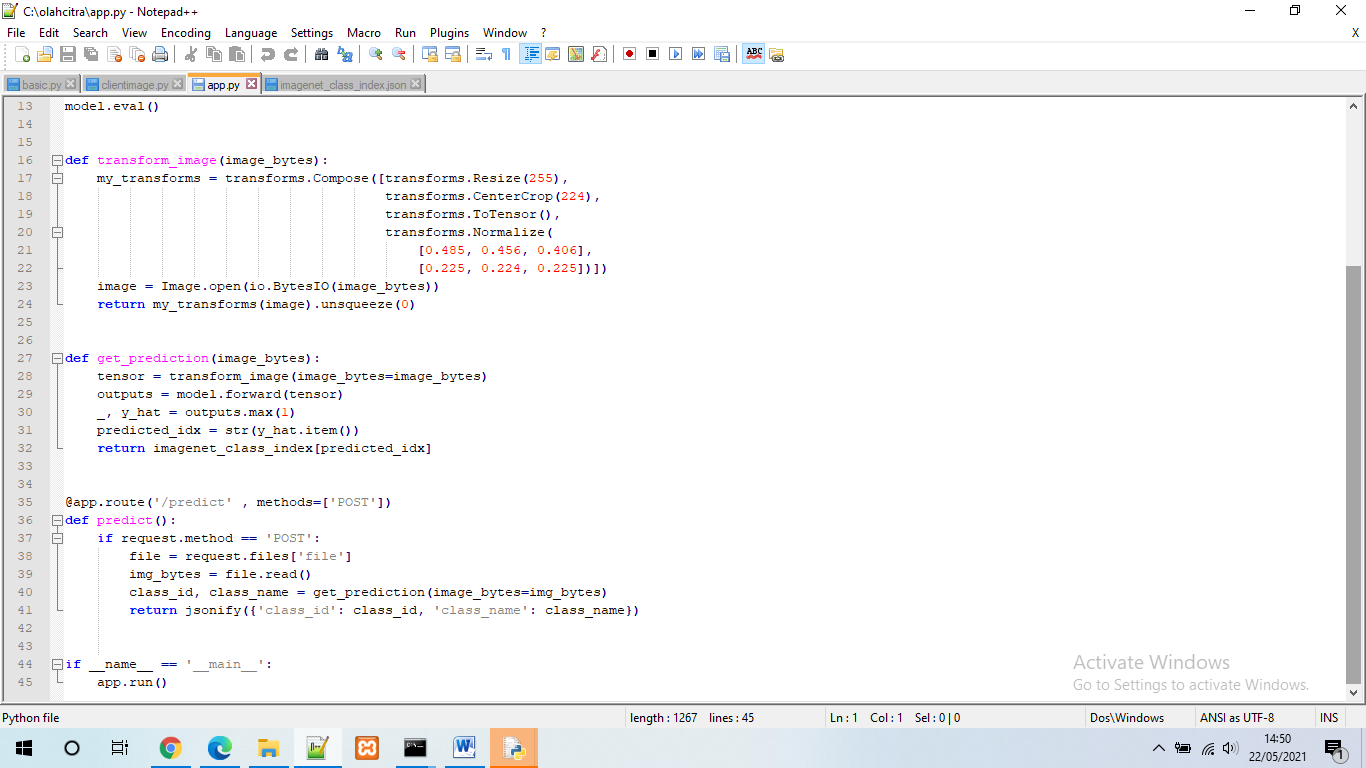 C:\olahcitra\app.py - Notepad++
File Edit Search View Encoding Language Settings Macro Run Plugins Window ? X
ABC
basic.py clientimage.py app.py imagenet_class_index.json
13 model.eval()
14
15
16 def transform_image(image_bytes):
17     my_transforms = transforms.Compose([transforms.Resize(255),
18                                         transforms.CenterCrop(224),
19                                         transforms.ToTensor(),
20                                         transforms.Normalize(
21                                             [0.485, 0.456, 0.406],
22                                             [0.225, 0.224, 0.225])])
23     image = Image.open(io.BytesIO(image_bytes))
24     return my_transforms(image).unsqueeze(0)
25
26
27 def get_prediction(image_bytes):
28     tensor = transform_image(image_bytes=image_bytes)
29     outputs = model.forward(tensor)
30     _, y_hat = outputs.max(1)
31     predicted_idx = str(y_hat.item())
32     return imagenet_class_index[predicted_idx]
33
34
35 @app.route('/predict' , methods=['POST'])
36 def predict():
37     if request.method == 'POST':
38         file = request.files['file']
39         img_bytes = file.read()
40         class_id, class_name = get_prediction(image_bytes=img_bytes)
41         return jsonify({'class_id': class_id, 'class_name': class_name})
42
43
44 if __name__ == '__main__':
45     app.run()
Activate Windows
Go to Settings to activate Windows.
Python file length : 1267 lines : 45 Ln : 1 Col : 1 Sel : 0 | 0 Dos\Windows ANSI as UTF-8 INS
14:50
22/05/2021
1